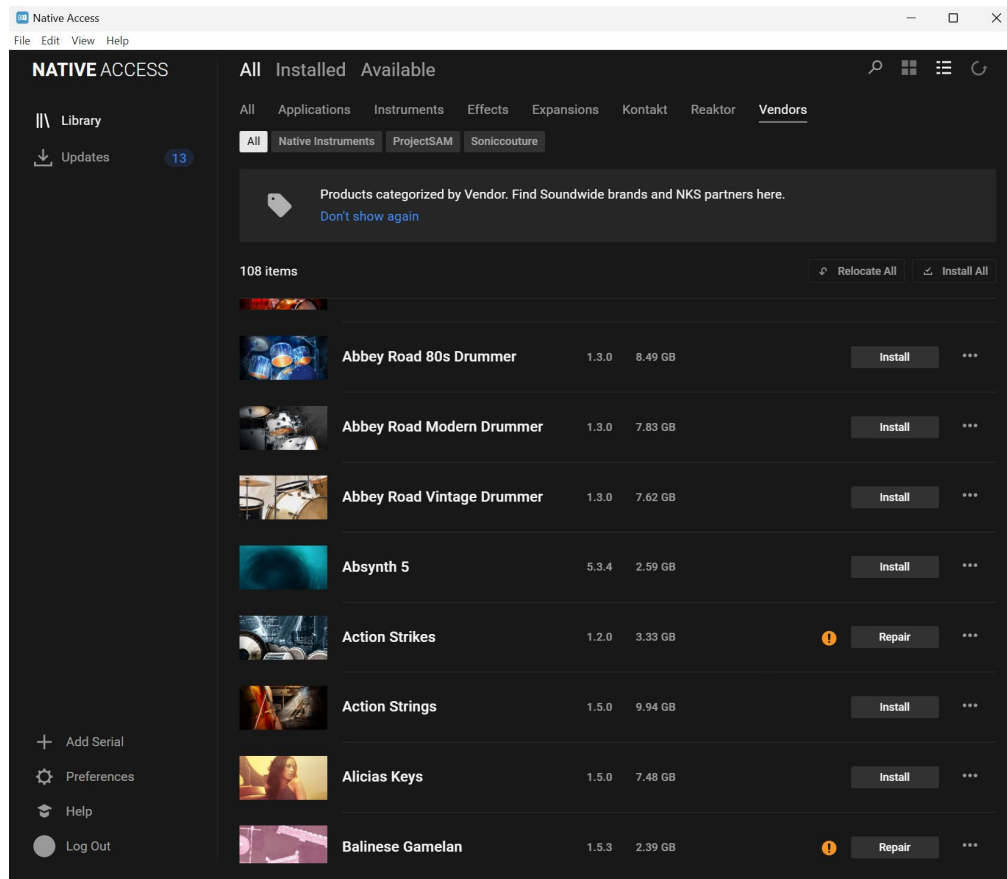 Native Access
File Edit View Help
NATIVE ACCESS
Library
Updates 13
Add Serial
Preferences
Help
Log Out
All Installed Available
All Applications Instruments Effects Expansions Kontakt Reaktor Vendors
All Native Instruments ProjectSAM Soniccouture
Products categorized by Vendor. Find Soundwide brands and NKS partners here.
Don't show again
108 items Relocate All Install All
Abbey Road 80s Drummer 1.3.0 8.49 GB Install
Abbey Road Modern Drummer 1.3.0 7.83 GB Install
Abbey Road Vintage Drummer 1.3.0 7.62 GB Install
Absynth 5 5.3.4 2.59 GB Install
Action Strikes 1.2.0 3.33 GB Repair
Action Strings 1.5.0 9.94 GB Install
Alicias Keys 1.5.0 7.48 GB Install
Balinese Gamelan 1.5.3 2.39 GB Repair